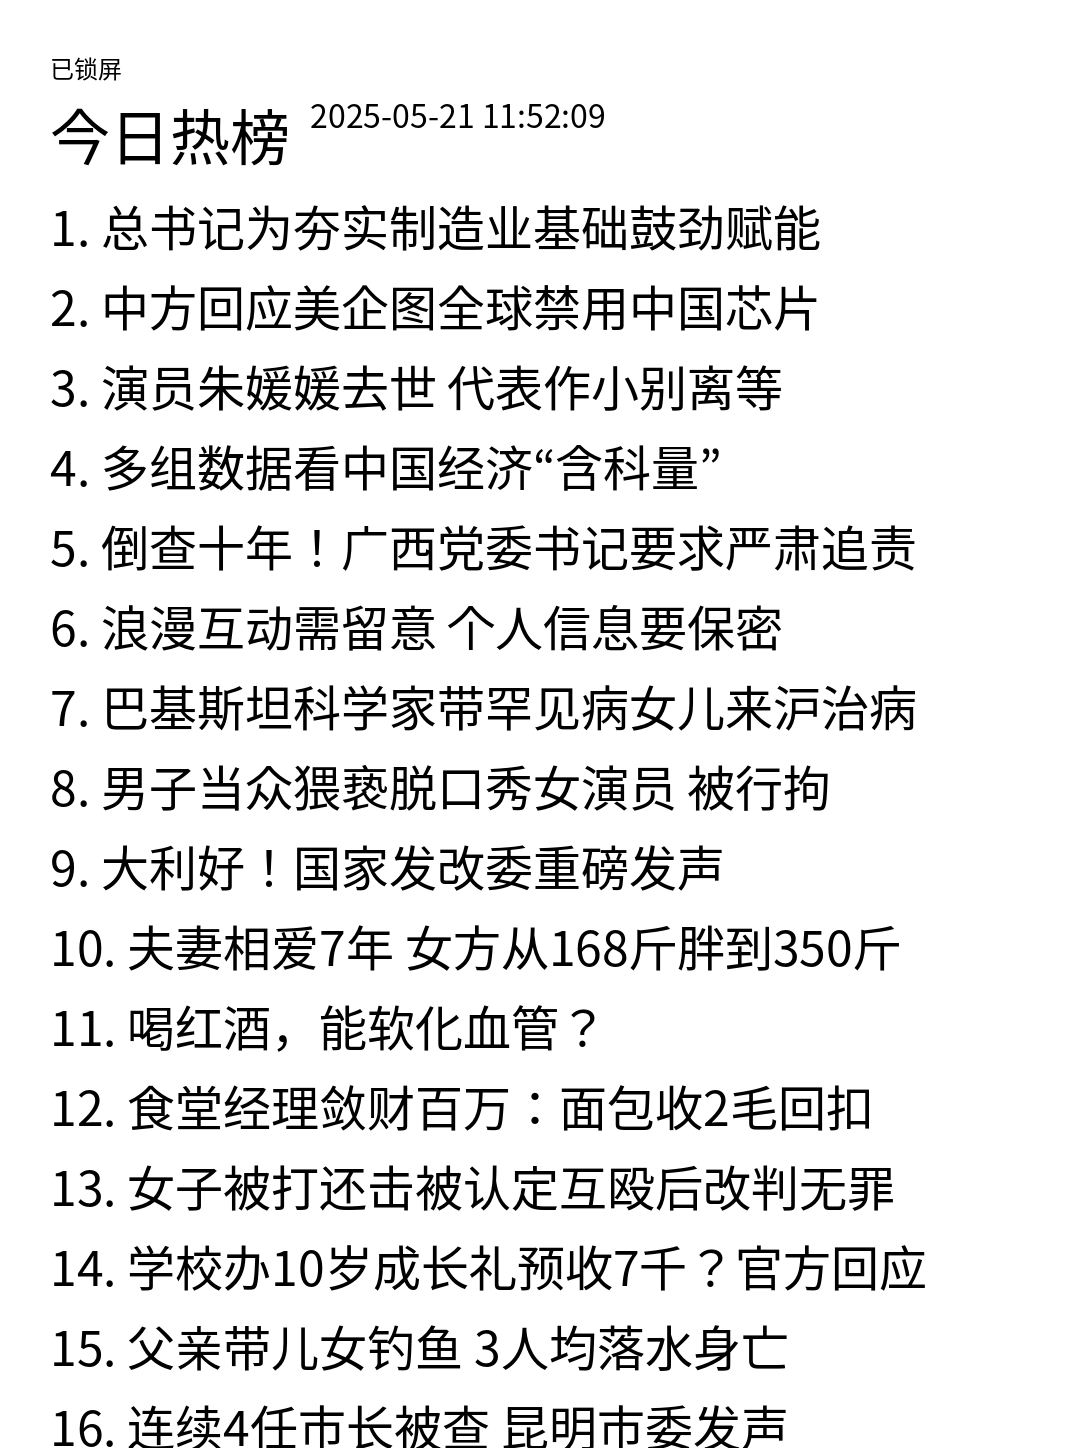 已锁屏
今日热榜 2025-05-21 11:52:09
1. 总书记为夯实制造业基础鼓劲赋能
2. 中方回应美企图全球禁用中国芯片
3. 演员朱媛媛去世 代表作小别离等
4. 多组数据看中国经济“含科量”
5. 倒查十年！广西党委书记要求严肃追责
6. 浪漫互动需留意 个人信息要保密
7. 巴基斯坦科学家带罕见病女儿来沪治病
8. 男子当众猥亵脱口秀女演员 被行拘
9. 大利好！国家发改委重磅发声
10. 夫妻相爱7年 女方从168斤胖到350斤
11. 喝红酒，能软化血管？
12. 食堂经理敛财百万：面包收2毛回扣
13. 女子被打还击被认定互殴后改判无罪
14. 学校办10岁成长礼预收7千？官方回应
15. 父亲带儿女钓鱼 3人均落水身亡
16. 连续4任市长被查 昆明市委发声